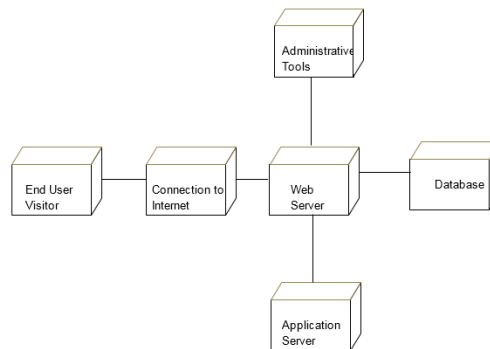 Administrative
Tools
End User
Visitor
Connection to
Internet
Web
Server
Database
Application
Server